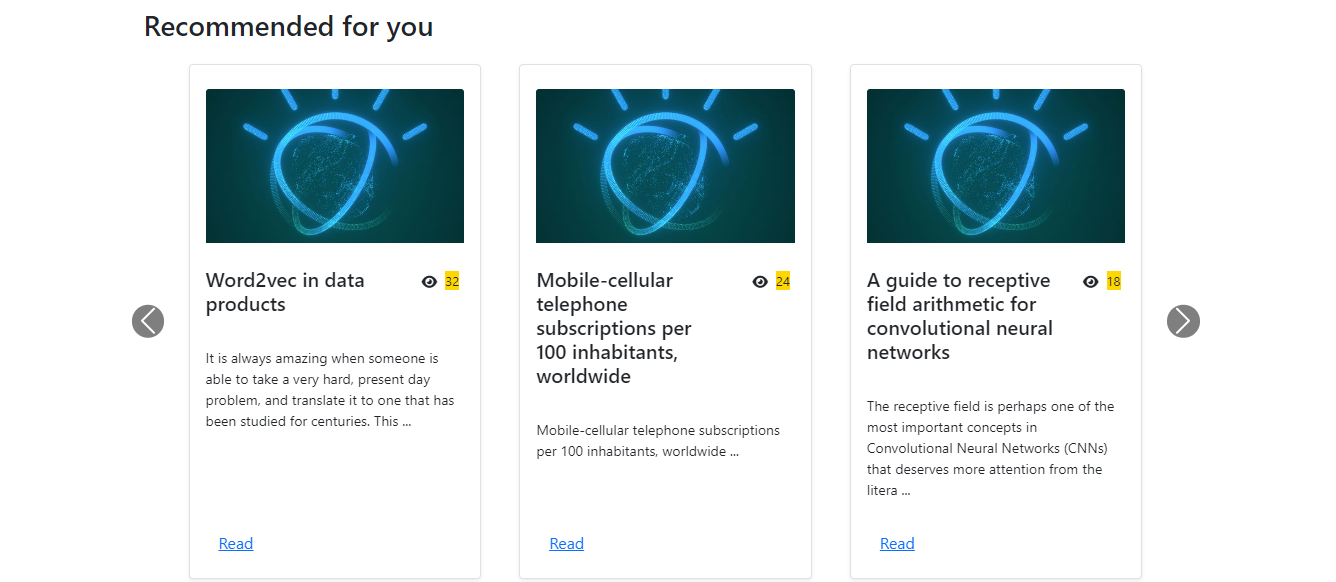 Recommended for you
Word2vec in data
products
32
It is always amazing when someone is
able to take a very hard, present day
problem, and translate it to one that has
been studied for centuries. This ...
Read
Mobile-cellular
telephone
subscriptions per
100 inhabitants,
worldwide
24
Mobile-cellular telephone subscriptions
per 100 inhabitants, worldwide ...
Read
A guide to receptive
field arithmetic for
convolutional neural
networks
18
The receptive field is perhaps one of the
most important concepts in
Convolutional Neural Networks (CNNs)
that deserves more attention from the
litera ...
Read